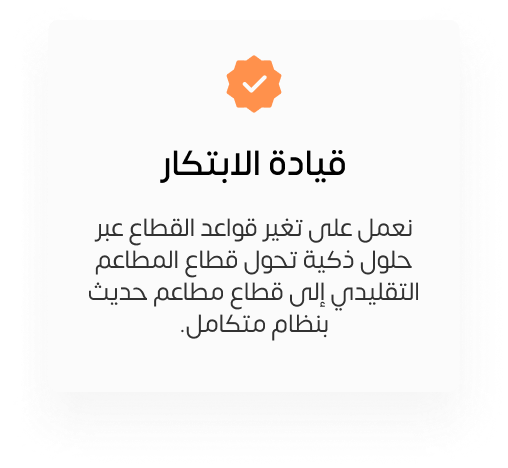 قيادة الابتكار
نعمل على تغير قواعد القطاع عبر
حلول ذكية تحول قطاع المطاعم
التقليدي إلى قطاع مطاعم حديث
بنظام متكامل.